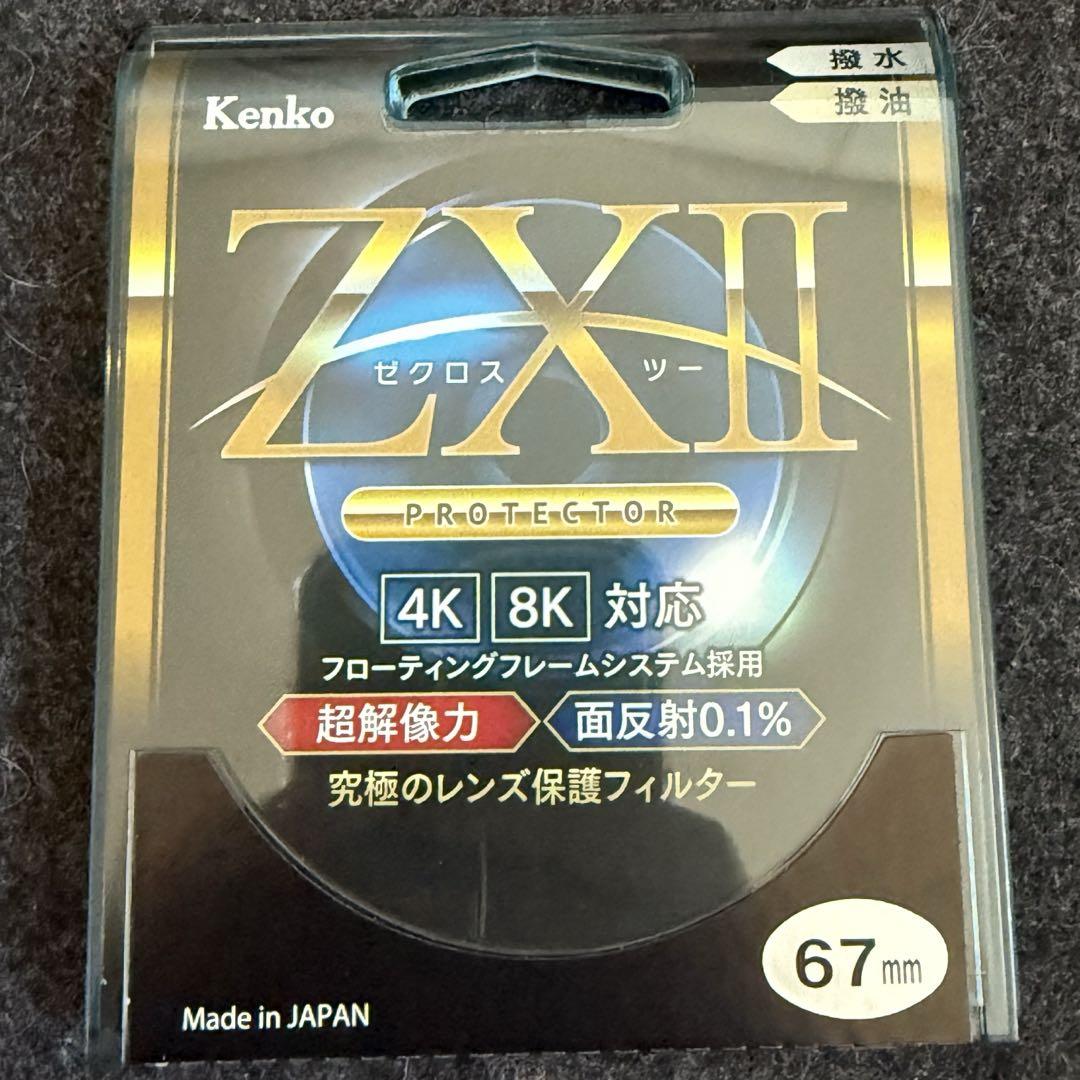 撥水
撥油
Kenko
ZXII
ゼクロス ツー
PROTECTOR
4K 8K 対応
フローティングフレームシステム採用
超解像力 面反射0.1%
究極のレンズ保護フィルター
67mm
Made in JAPAN